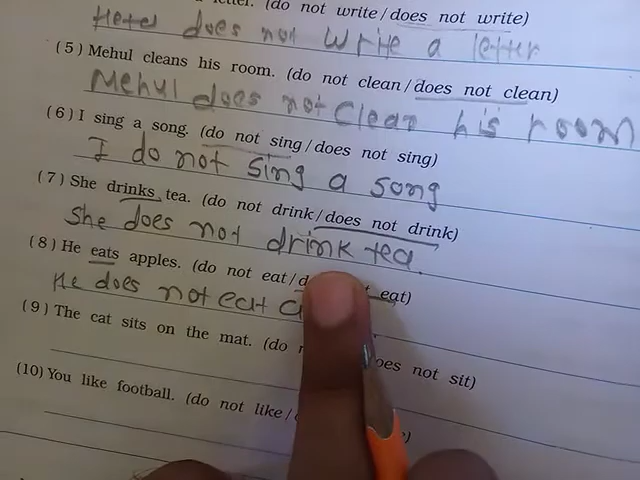 letter. (do not write/does not write)
Hetel does not write a letter
(5) Mehul cleans his room. (do not clean/does not clean)
Mehul does not clean his room
(6) I sing a song. (do not sing/does not sing)
I do not sing a song
(7) She drinks tea. (do not drink/does not drink)
She does not drink tea.
(8) He eats apples. (do not eat/ eat)
He does not eat
(9) The cat sits on the mat. (do does not sit)
(10) You like football. (do not like/